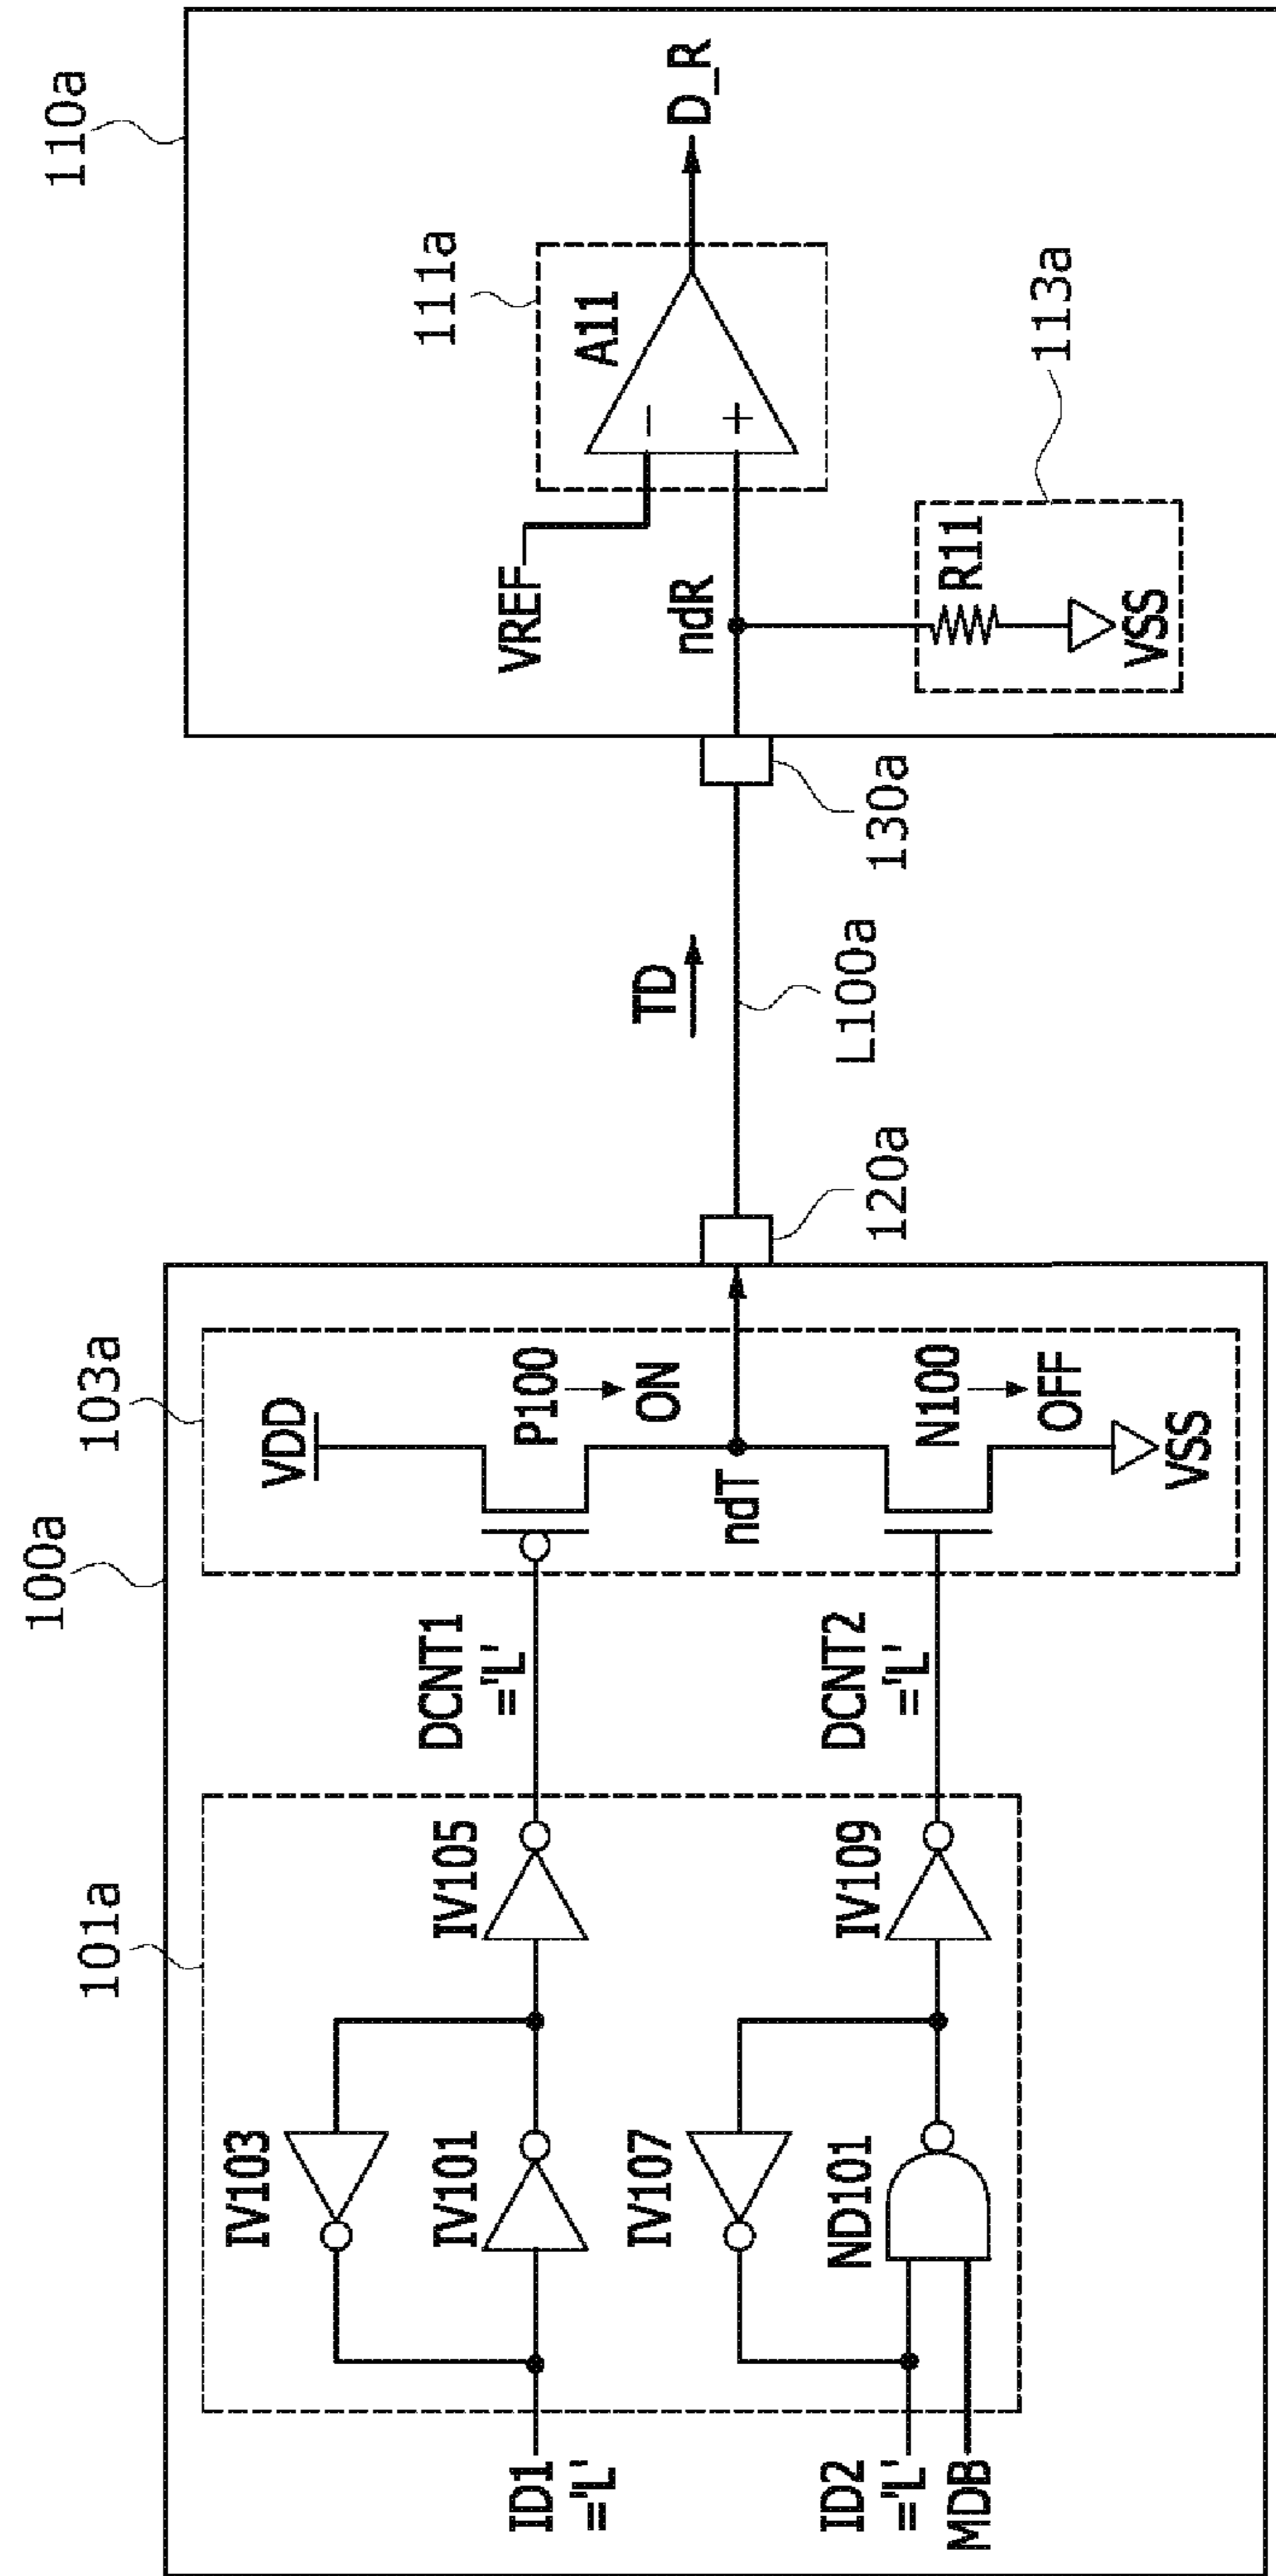 100a
101a
103a
IV103
IV101
IV105
DCNT1
='L'
VDD
P100
ON
ID1
='L'
IV107
ND101
IV109
DCNT2
='L'
ndT
N100
OFF
VSS
ID2
='L'
MDB
120a
TD
L100a
130a
110a
111a
A11
−
+
D_R
VREF
ndR
R11
VSS
113a